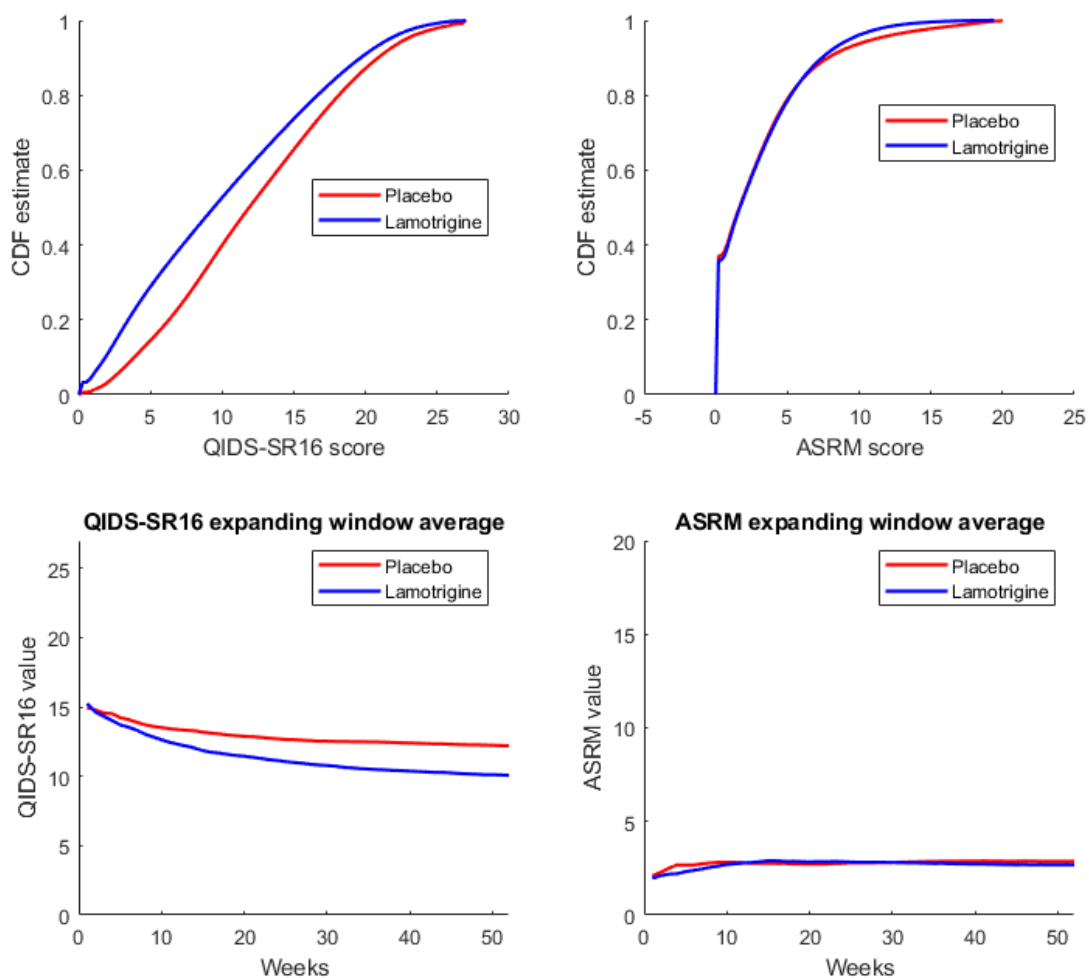 1
0.8
0.6
0.4
0.2
0
CDF estimate
Placebo
Lamotrigine
0 5 10 15 20 25 30
QIDS-SR16 score
1
0.8
0.6
0.4
0.2
0
CDF estimate
Placebo
Lamotrigine
-5 0 5 10 15 20 25
ASRM score
QIDS-SR16 expanding window average
25
20
15
10
5
0
QIDS-SR16 value
Placebo
Lamotrigine
0 10 20 30 40 50
Weeks
ASRM expanding window average
20
15
10
5
0
ASRM value
Placebo
Lamotrigine
0 10 20 30 40 50
Weeks